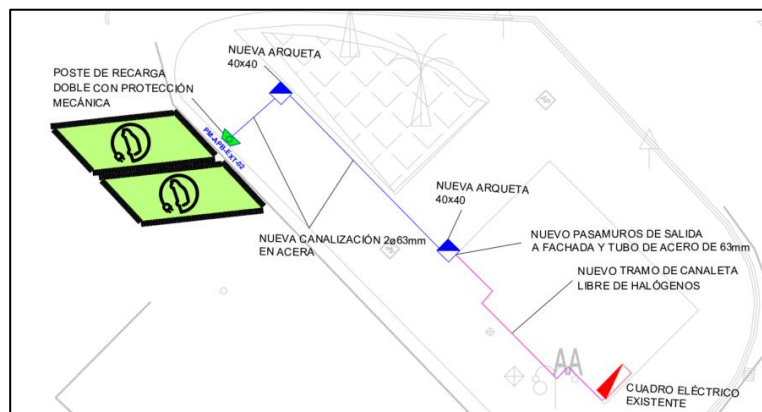 NUEVA ARQUETA
40x40
POSTE DE RECARGA
DOBLE CON PROTECCIÓN
MECÁNICA
PM-APB-EXT-02
NUEVA ARQUETA
40x40
NUEVA CANALIZACIÓN 2ø63mm
EN ACERA
NUEVO PASAMUROS DE SALIDA
A FACHADA Y TUBO DE ACERO DE 63mm
NUEVO TRAMO DE CANALETA
LIBRE DE HALÓGENOS
AA
CUADRO ELÉCTRICO
EXISTENTE